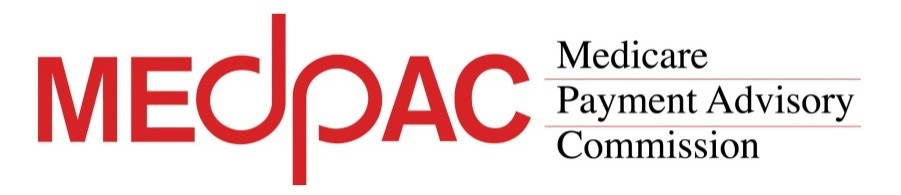 MEdpAC
Medicare
Payment Advisory
Commission